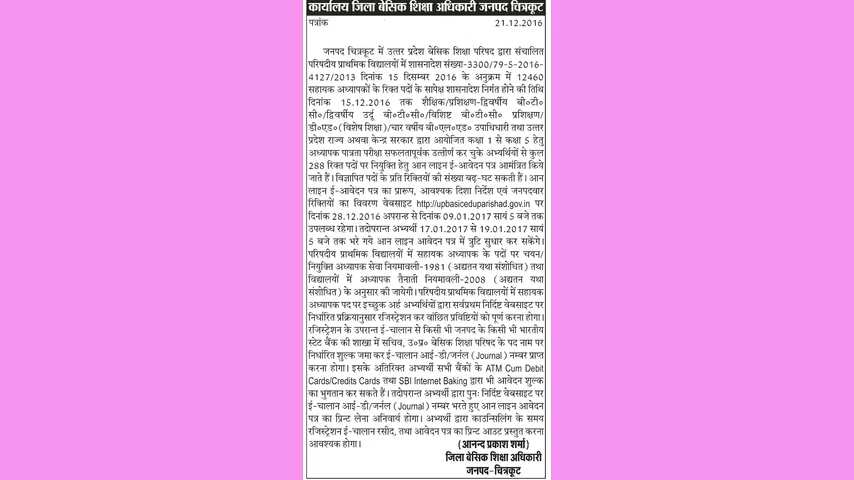 कार्यालय जिला बेसिक शिक्षा अधिकारी जनपद चित्रकूट
पत्रांक 21.12.2016
जनपद चित्रकूट में उत्तर प्रदेश बेसिक शिक्षा परिषद द्वारा संचालित
परिषदीय प्राथमिक विद्यालयों में शासनादेश संख्या-3300/79-5-2016-
4127/2013 दिनांक 15 दिसम्बर 2016 के अनुक्रम में 12460
सहायक अध्यापकों के रिक्त पदों के सापेक्ष शासनादेश निर्गत होने की तिथि
दिनांक 15.12.2016 तक शैक्षिक/प्रशिक्षण-द्विवर्षीय बी०टी०
सी०/द्विवर्षीय उर्दू बी०टी०सी०/विशिष्ट बी०टी०सी० प्रशिक्षण/
डी०एड०(विशेष शिक्षा)/चार वर्षीय बी०एल०एड० उपाधिधारी तथा उत्तर
प्रदेश राज्य अथवा केन्द्र सरकार द्वारा आयोजित कक्षा 1 से कक्षा 5 हेतु
अध्यापक पात्रता परीक्षा सफलतापूर्वक उत्तीर्ण कर चुके अभ्यर्थियों से कुल
288 रिक्त पदों पर नियुक्ति हेतु आन लाइन ई-आवेदन पत्र आमंत्रित किये
जाते हैं। विज्ञापित पदों के प्रति रिक्तियों की संख्या बढ़-घट सकती हैं। आन
लाइन ई-आवेदन पत्र का प्रारूप, आवश्यक दिशा निर्देश एवं जनपदवार
रिक्तियों का विवरण वेवसाइट http://upbasiceduparishad.gov.in पर
दिनांक 28.12.2016 अपरान्ह से दिनांक 09.01.2017 सायं 5 बजे तक
उपलब्ध रहेगा। तदोपरान्त अभ्यर्थी 17.01.2017 से 19.01.2017 सायं
5 बजे तक भरे गये आन लाइन आवेदन पत्र में त्रुटि सुधार कर सकेंगे।
परिषदीय प्राथमिक विद्यालयों में सहायक अध्यापक के पदों पर चयन/
नियुक्ति अध्यापक सेवा नियमावली-1981 (अद्यतन यथा संशोधित) तथा
विद्यालयों में अध्यापक तैनाती नियमावली-2008 (अद्यतन यथा
संशोधित) के अनुसार की जायेगी। परिषदीय प्राथमिक विद्यालयों में सहायक
अध्यापक पद पर इच्छुक अर्ह अभ्यर्थियों द्वारा सर्वप्रथम निर्दिष्ट वेबसाइट पर
निर्धारित प्रक्रियानुसार रजिस्ट्रेशन कर वांछित प्रविष्टियों को पूर्ण करना होगा।
रजिस्ट्रेशन के उपरान्त ई-चालान से किसी भी जनपद के किसी भी भारतीय
स्टेट बैंक की शाखा में सचिव, उ०प्र० बेसिक शिक्षा परिषद के पद नाम पर
निर्धारित शुल्क जमा कर ई-चालान आई-डी/जर्नल (Journal) नम्बर प्राप्त
करना होगा। इसके अतिरिक्त अभ्यर्थी सभी बैंकों के ATM Cum Debit
Cards/Credits Cards तथा SBI Internet Baking द्वारा भी आवेदन शुल्क
का भुगतान कर सकते हैं। तदोपरान्त अभ्यर्थी द्वारा पुनः निर्दिष्ट वेबसाइट पर
ई-चालान आई-डी/जर्नल (Journal) नम्बर भरते हुए आन लाइन आवेदन
पत्र का प्रिन्ट लेना अनिवार्य होगा। अभ्यर्थी द्वारा काउन्सिलिंग के समय
रजिस्ट्रेशन ई-चालान रसीद, तथा आवेदन पत्र का प्रिन्ट आउट प्रस्तुत करना
आवश्यक होगा। (आनन्द प्रकाश शर्मा)
जिला बेसिक शिक्षा अधिकारी
जनपद-चित्रकूट